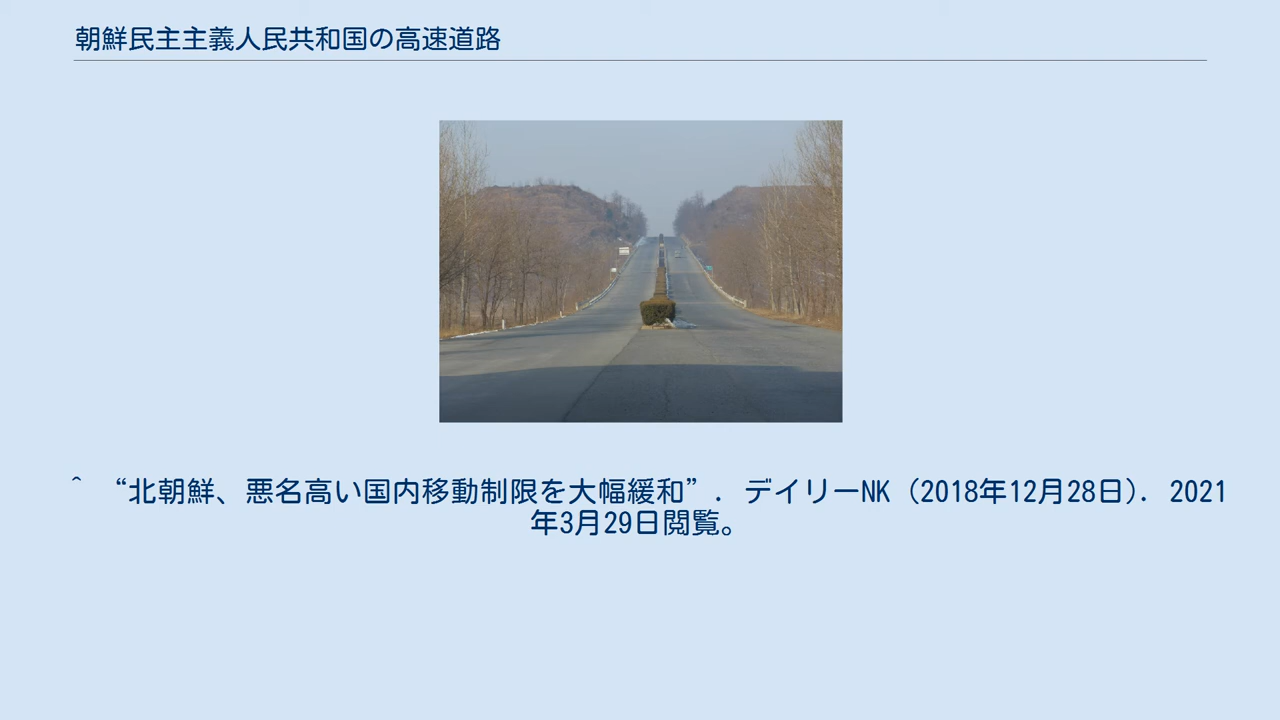 朝鮮民主主義人民共和国の高速道路
^ “北朝鮮、悪名高い国内移動制限を大幅緩和”. デイリーNK (2018年12月28日). 2021
年3月29日閲覧。